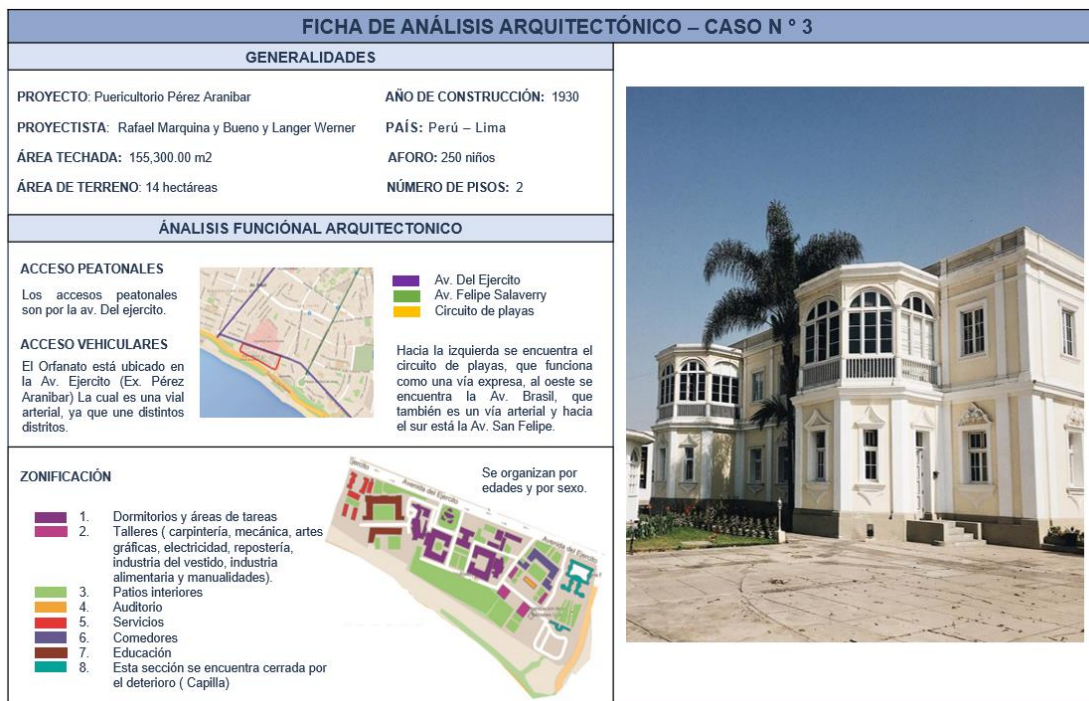 FICHA DE ANÁLISIS ARQUITECTÓNICO – CASO N ° 3
GENERALIDADES
PROYECTO: Puericultorio Pérez Aranibar
AÑO DE CONSTRUCCIÓN: 1930
PROYECTISTA: Rafael Marquina y Bueno y Langer Werner
PAÍS: Perú – Lima
ÁREA TECHADA: 155,300.00 m2
AFORO: 250 niños
ÁREA DE TERRENO: 14 hectáreas
NÚMERO DE PISOS: 2
ÁNALISIS FUNCIÓNAL ARQUITECTONICO
ACCESO PEATONALES
Los accesos peatonales
son por la av. Del ejercito.
ACCESO VEHICULARES
El Orfanato está ubicado en
la Av. Ejercito (Ex. Pérez
Aranibar) La cual es una vial
arterial, ya que une distintos
distritos.
Av. Del Ejercito
Av. Felipe Salaverry
Circuito de playas
Hacia la izquierda se encuentra el
circuito de playas, que funciona
como una vía expresa, al oeste se
encuentra la Av. Brasil, que
también es un vía arterial y hacia
el sur está la Av. San Felipe.
ZONIFICACIÓN
1. Dormitorios y áreas de tareas
2. Talleres ( carpintería, mecánica, artes
gráficas, electricidad, repostería,
industria del vestido, industria
alimentaria y manualidades).
3. Patios interiores
4. Auditorio
5. Servicios
6. Comedores
7. Educación
8. Esta sección se encuentra cerrada por
el deterioro ( Capilla)
Se organizan por
edades y por sexo.
Ejercito
Avenida del Ejercito
Avenida del Ejercito